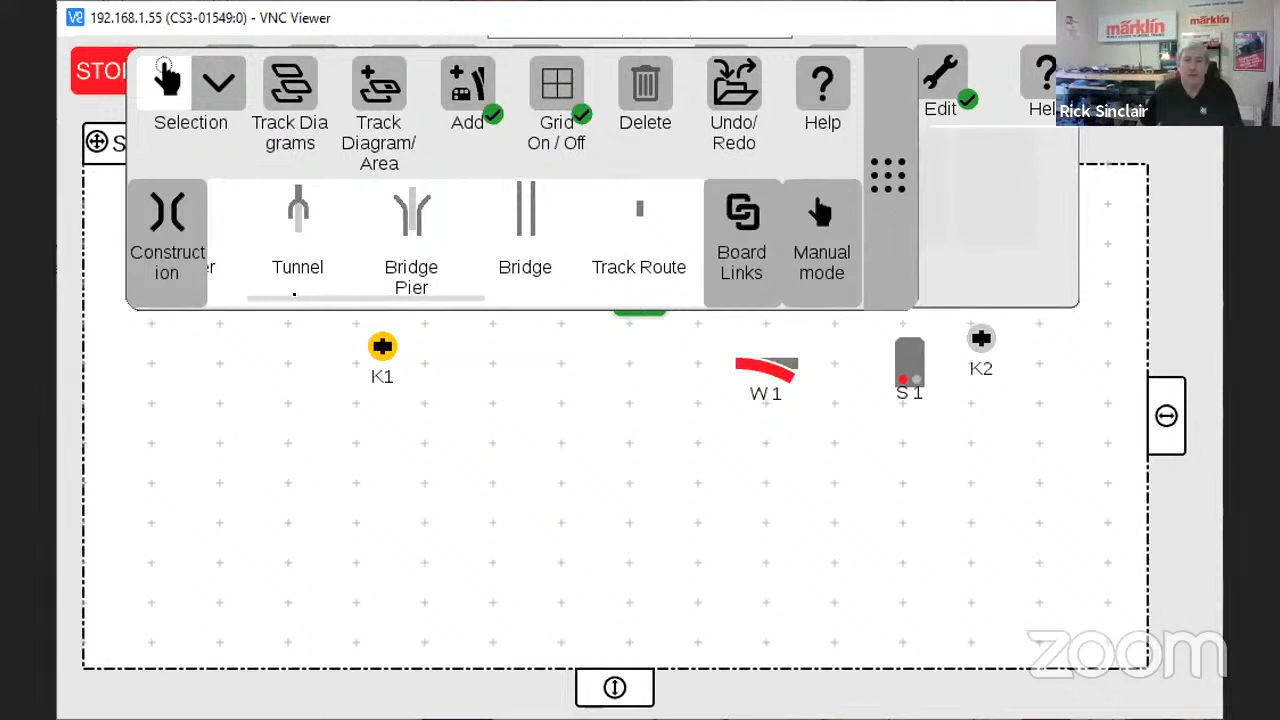 192.168.1.55 (CS3-01549:0) - VNC Viewer
märklin
märklin
STO
Selection
Track Dia
grams
Track
Diagram/
Area
Add
Grid
On / Off
Delete
Undo/
Redo
?
Help
Edit
Hel
Rick Sinclair
S
Construct
ion
r
Tunnel
Bridge
Pier
Bridge
Track Route
Board
Links
Manual
mode
K1
W 1
S 1
K2
zoom